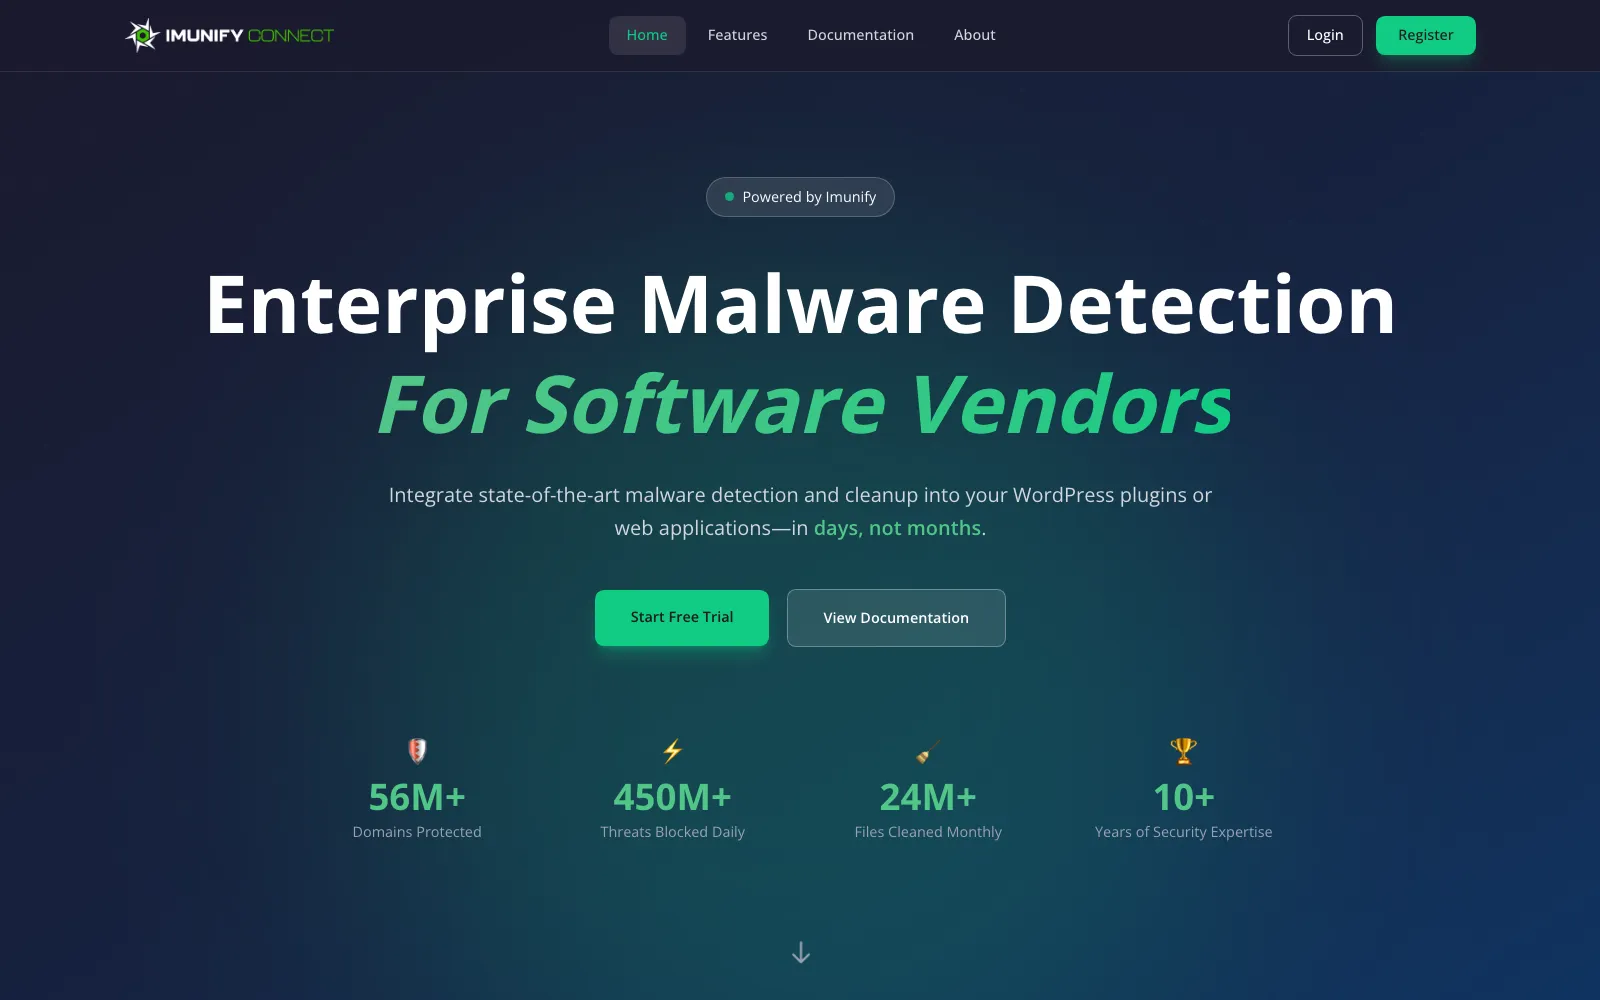 IMUNIFY CONNECT
Home
Features
Documentation
About
Login
Register
Powered by Imunify
Enterprise Malware Detection
For Software Vendors
Integrate state-of-the-art malware detection and cleanup into your WordPress plugins or
web applications—in days, not months.
Start Free Trial
View Documentation
56M+
Domains Protected
450M+
Threats Blocked Daily
24M+
Files Cleaned Monthly
10+
Years of Security Expertise